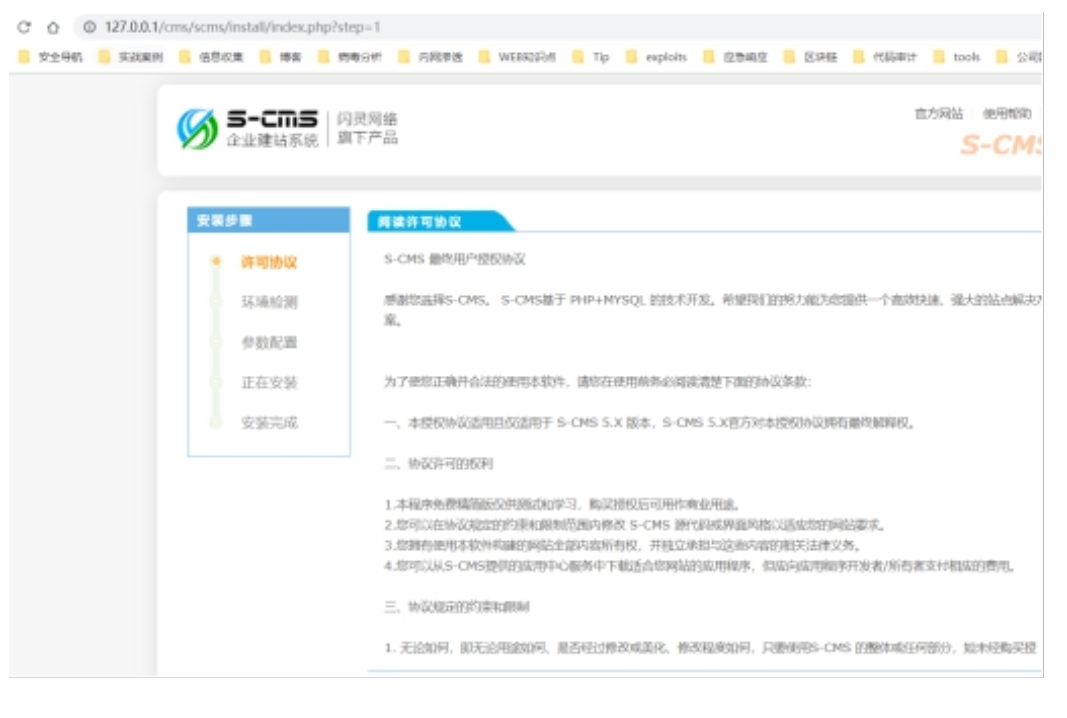 127.0.0.1/cms/scms/install/index.php?step=1
安全导航 实战案例 信息收集 博客 病毒分析 内网渗透 WEB知识点 Tip exploits 应急响应 区块链 代码审计 tools 公司
S-CMS 闪灵网络
企业建站系统 旗下产品
官方网站 使用帮助
S-CMS
安装步骤
许可协议
环境检测
参数配置
正在安装
安装完成
阅读许可协议
S-CMS 最终用户授权协议
感谢您选择S-CMS。 S-CMS基于 PHP+MYSQL 的技术开发。希望我们的努力能为您提供一个高效快速、强大的站点解决方
案。
为了使您正确并合法的使用本软件，请您在使用前务必阅读清楚下面的协议条款：
一、本授权协议适用且仅适用于 S-CMS 5.X 版本，S-CMS 5.X官方对本授权协议拥有最终解释权。
二、协议许可的权利
1.本程序免费精简版仅供测试和学习，购买授权后可用作商业用途。
2.您可以在协议规定的约束和限制范围内修改 S-CMS 源代码或界面风格以适应您的网站要求。
3.您拥有使用本软件构建的网站全部内容所有权，并独立承担与这些内容的相关法律义务。
4.您可以从S-CMS提供的应用中心服务中下载适合您网站的应用程序，但应向应用程序开发者/所有者支付相应的费用。
三、协议规定的约束和限制
1. 无论如何，即无论用途如何、是否经过修改或美化、修改程度如何，只要使用S-CMS 的整体或任何部分，如未经购买授